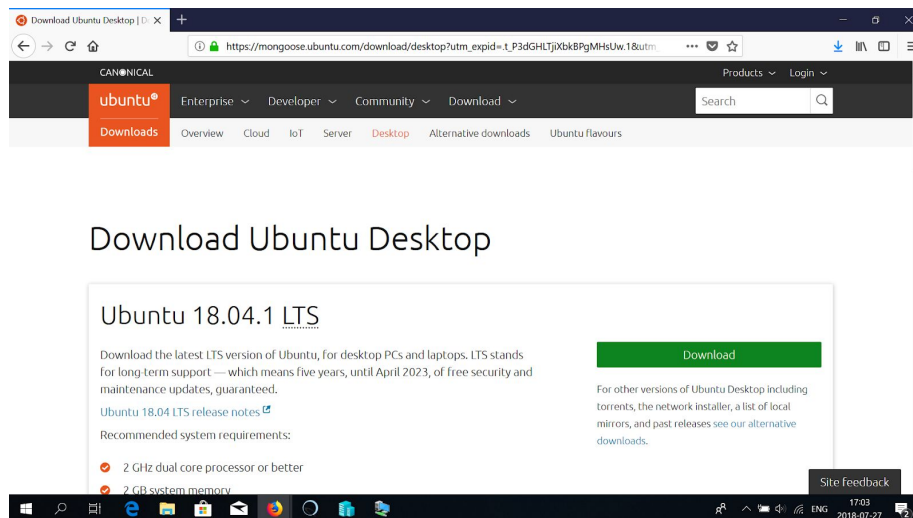 Download Ubuntu Desktop | D
https://mongoose.ubuntu.com/download/desktop?utm_expid=.t_P3dGHLTjiXbkBPgMHsUw.1&utm_
CANONICAL
Products
Login
ubuntu
Enterprise
Developer
Community
Download
Search
Downloads
Overview
Cloud
IoT
Server
Desktop
Alternative downloads
Ubuntu flavours
Download Ubuntu Desktop
Ubuntu 18.04.1 LTS
Download the latest LTS version of Ubuntu, for desktop PCs and laptops. LTS stands
for long-term support — which means five years, until April 2023, of free security and
maintenance updates, guaranteed.
Ubuntu 18.04 LTS release notes
Recommended system requirements:
2 GHz dual core processor or better
2 GB system memory
Download
For other versions of Ubuntu Desktop including
torrents, the network installer, a list of local
mirrors, and past releases see our alternative
downloads.
Site feedback
ENG
17:03
2018-07-27
2